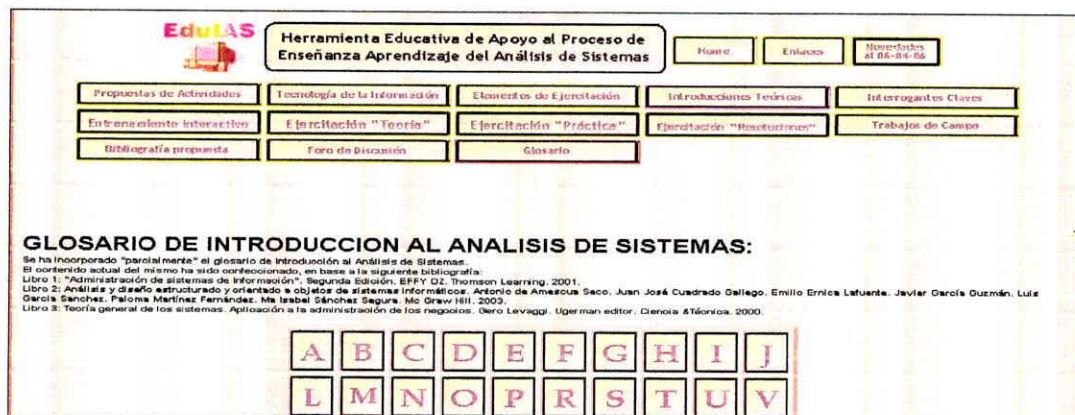 EduIAS
Herramienta Educativa de Apoyo al Proceso de
Enseñanza Aprendizaje del Análisis de Sistemas
Home
Enlaces
Novedades
al 06-04-06
Propuestas de Actividades
Tecnología de la Información
Elementos de Ejercitación
Introducciones Teóricas
Interrogantes Claves
Entrenamiento interactivo
Ejercitación "Teoría"
Ejercitación "Práctica"
Ejercitación "Resoluciones"
Trabajos de Campo
Bibliografía propuesta
Foro de Discusión
Glosario
GLOSARIO DE INTRODUCCION AL ANALISIS DE SISTEMAS:
Se ha incorporado "parcialmente" el glosario de Introducción al Análisis de Sistemas.
El contenido actual del mismo ha sido confeccionado, en base a la siguiente bibliografía:
Libro 1: "Administración de sistemas de Información". Segunda Edición. EFFY OZ. Thomson Learning. 2001.
Libro 2: Análisis y diseño estructurado y orientado a objetos de sistemas informáticos. Antonio de Amescua Seco. Juan José Cuadrado Gallego. Emilio Ernica Lafuente. Javier García Guzmán. Luis
García Sanchez. Paloma Martínez Fernández. Ma Isabel Sánchez Segura. Mc Graw Hill. 2003.
Libro 3: Teoría general de los sistemas. Aplicación a la administración de los negocios. Gero Levaggi. Ugerman editor. Ciencia &Técnica. 2000.
A B C D E F G H I J
L M N O P R S T U V